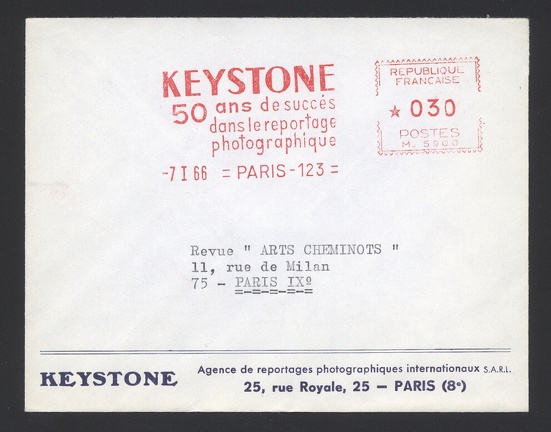 KEYSTONE
50 ans de succès
dans le reportage
photographique
-7 I 66 = PARIS - 123 =
REPUBLIQUE
FRANCAISE
★ 030
POSTES
M. 5900
Revue " ARTS CHEMINOTS "
11, rue de Milan
75 - PARIS IXº
=-=-=-=-=
KEYSTONE
Agence de reportages photographiques internationaux S.A.R.L.
25, rue Royale, 25 — PARIS (8e)